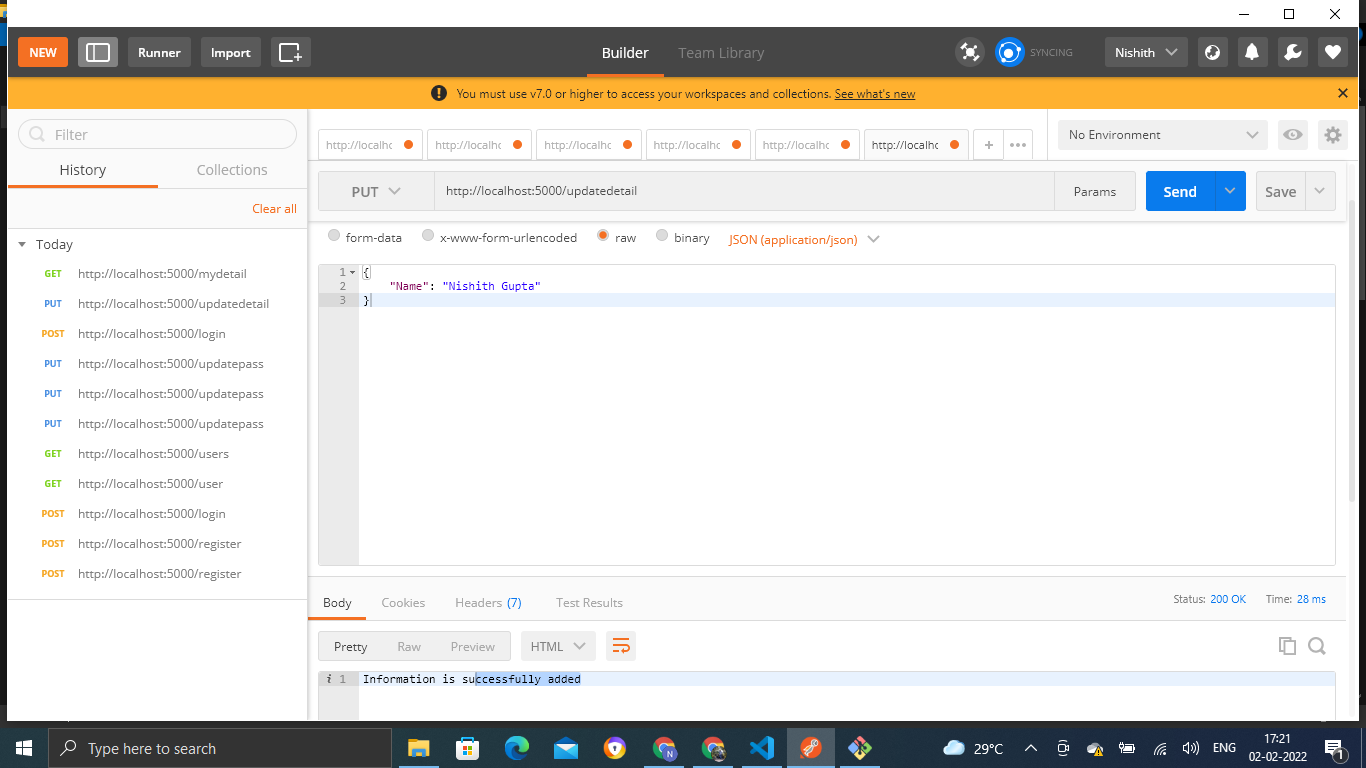 NEW
Runner
Import
Builder
Team Library
SYNCING
Nishith
You must use v7.0 or higher to access your workspaces and collections. See what's new
Filter
History
Collections
Clear all
Today
GET http://localhost:5000/mydetail
PUT http://localhost:5000/updatedetail
POST http://localhost:5000/login
PUT http://localhost:5000/updatepass
PUT http://localhost:5000/updatepass
PUT http://localhost:5000/updatepass
GET http://localhost:5000/users
GET http://localhost:5000/user
POST http://localhost:5000/login
POST http://localhost:5000/register
POST http://localhost:5000/register
http://localhc http://localhc http://localhc http://localhc http://localhc http://localhc
No Environment
PUT http://localhost:5000/updatedetail
Params
Send
Save
form-data x-www-form-urlencoded raw binary JSON (application/json)
1 {
2 "Name": "Nishith Gupta"
3 }
Body Cookies Headers (7) Test Results
Status: 200 OK Time: 28 ms
Pretty Raw Preview HTML
i 1 Information is successfully added
Type here to search
N
29°C
ENG
17:21
02-02-2022
1